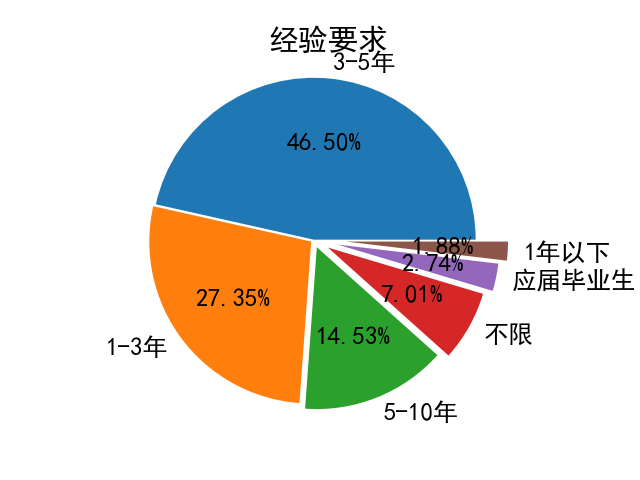 经验要求
3-5年
46.50%
1.88%
1年以下
2.74%
应届毕业生
27.35%
7.01%
14.53%
不限
1-3年
5-10年